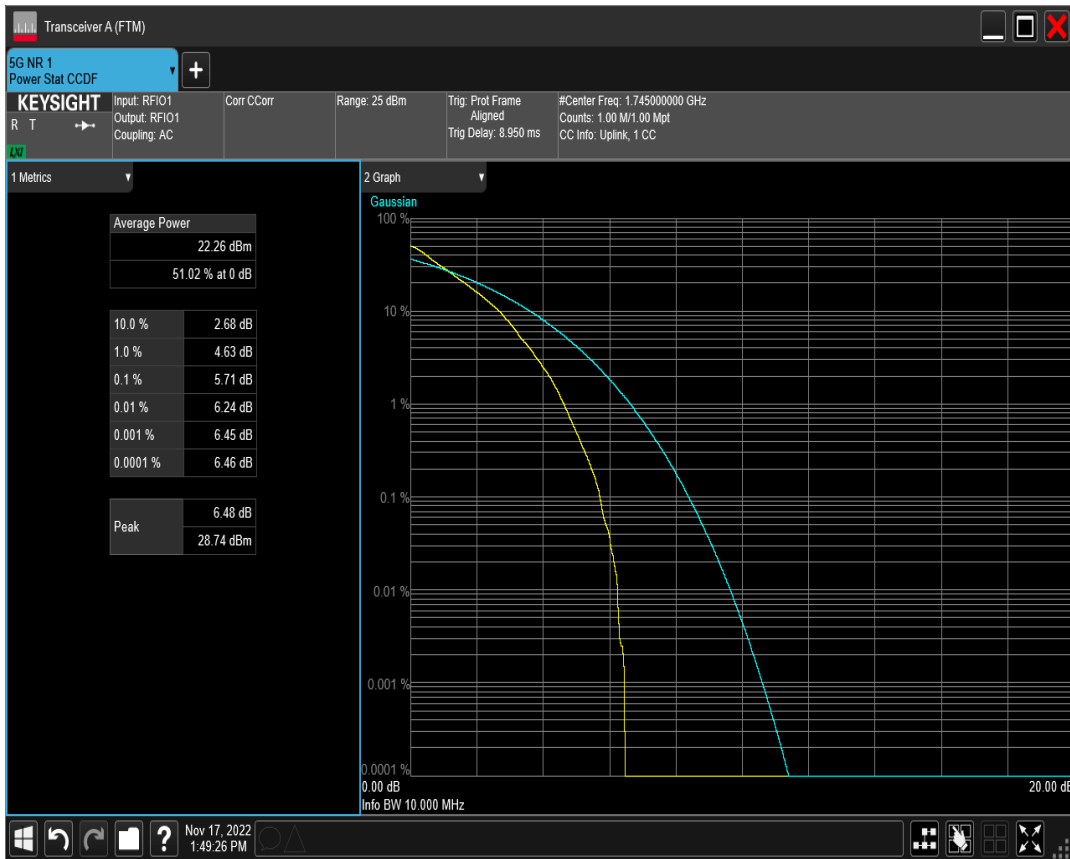 Transceiver A (FTM)
5G NR 1
Power Stat CCDF
+
KEYSIGHT
R T
LXI
Input: RFIO1
Output: RFIO1
Coupling: AC
Corr CCorr
Range: 25 dBm
Trig: Prot Frame
Aligned
Trig Delay: 8.950 ms
#Center Freq: 1.745000000 GHz
Counts: 1.00 M/1.00 Mpt
CC Info: Uplink, 1 CC
1 Metrics
Average Power
22.26 dBm
51.02 % at 0 dB
10.0 % 2.68 dB
1.0 % 4.63 dB
0.1 % 5.71 dB
0.01 % 6.24 dB
0.001 % 6.45 dB
0.0001 % 6.46 dB
Peak 6.48 dB
28.74 dBm
2 Graph
Gaussian
100 %
10 %
1 %
0.1 %
0.01 %
0.001 %
0.0001 %
0.00 dB 20.00 dB
Info BW 10.000 MHz
?
Nov 17, 2022
1:49:26 PM